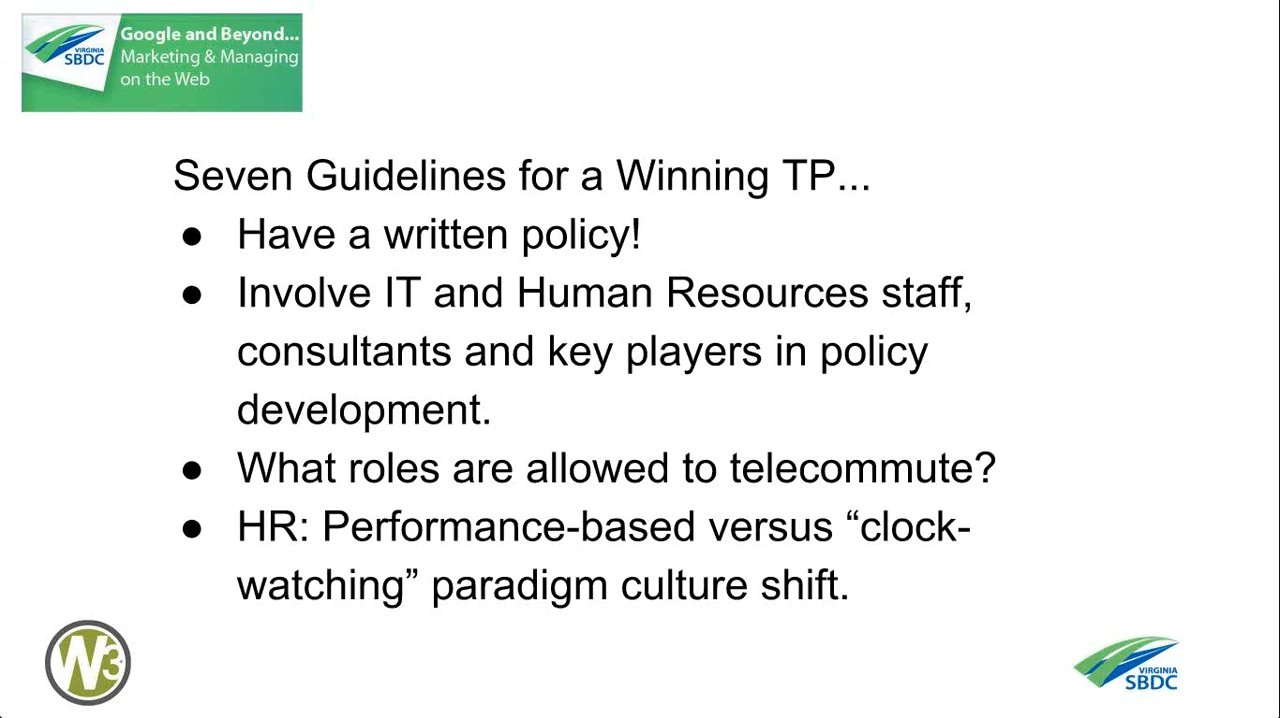 Google and Beyond...
VIRGINIA
SBDC
Marketing & Managing
on the Web
Seven Guidelines for a Winning TP...
● Have a written policy!
● Involve IT and Human Resources staff,
consultants and key players in policy
development.
● What roles are allowed to telecommute?
● HR: Performance-based versus “clock-
watching” paradigm culture shift.
W3
VIRGINIA
SBDC